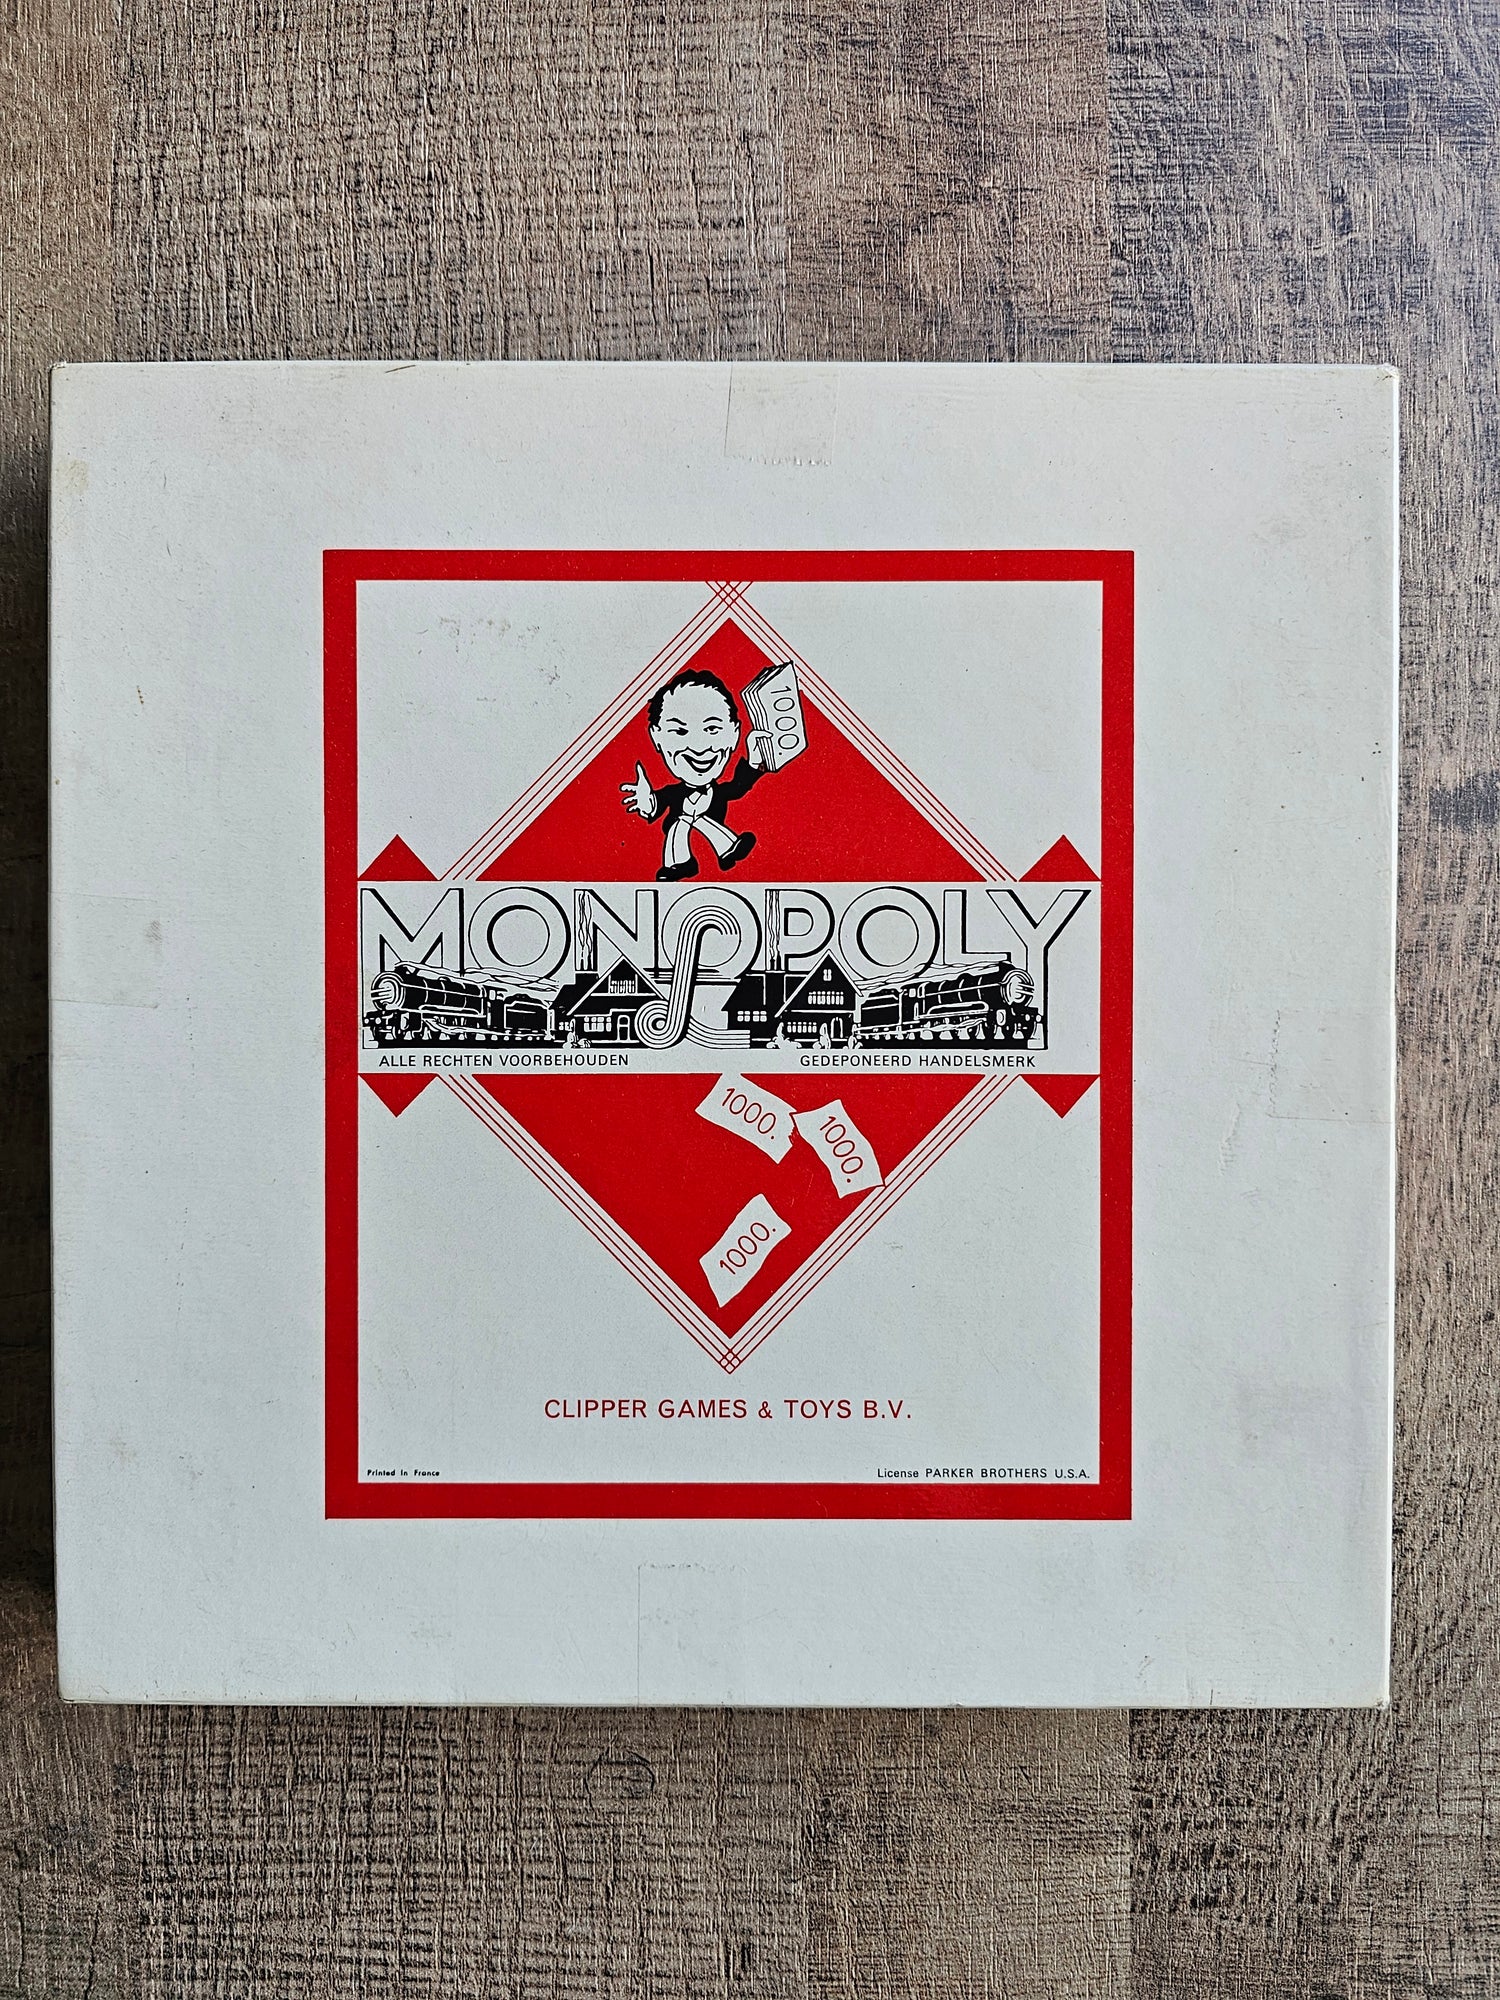 1000.
MONOPOLY
ALLE RECHTEN VOORBEHOUDEN GEDEPONEERD HANDELSMERK
1000.
1000.
1000.
CLIPPER GAMES & TOYS B.V.
Printed in France License PARKER BROTHERS U.S.A.